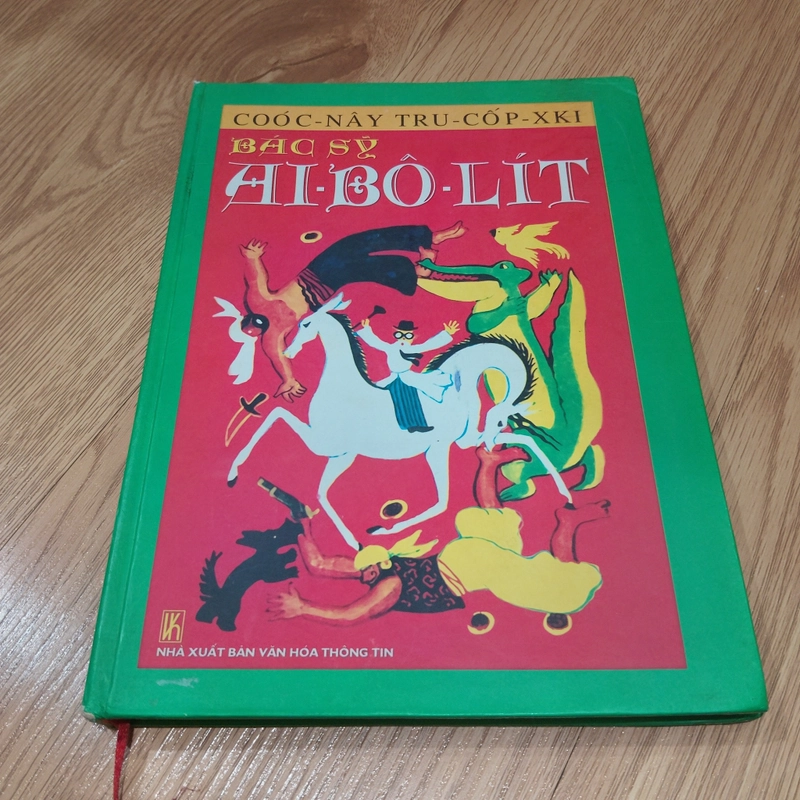 COÓC-NÂY TRU-CỐP-XKI
BÁC SỸ
AI-BÔ-LÍT
NHÀ XUẤT BẢN VĂN HÓA THÔNG TIN